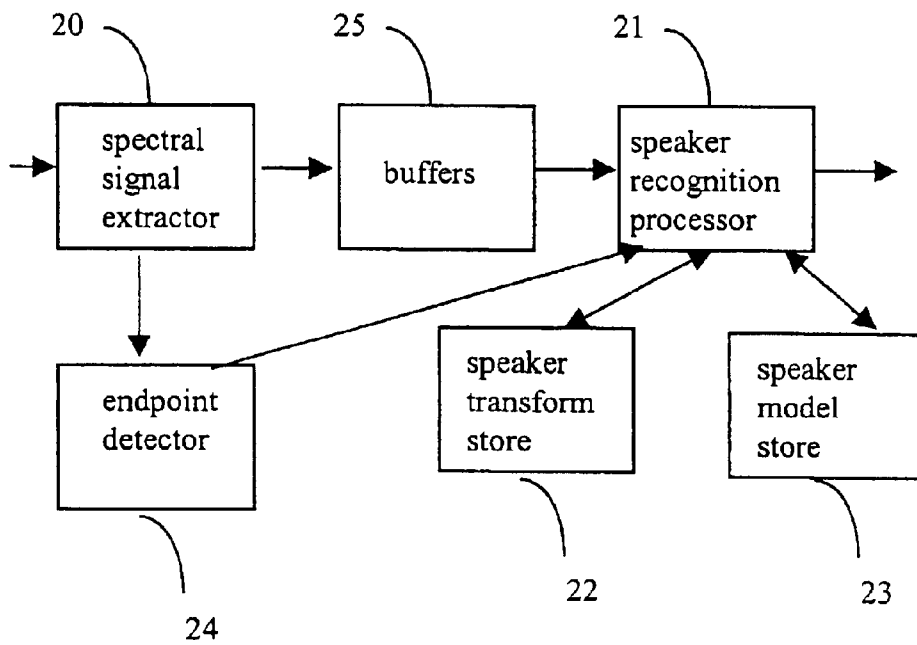 20
25
21
spectral
signal
extractor
buffers
speaker
recognition
processor
endpoint
detector
speaker
transform
store
speaker
model
store
22
23
24